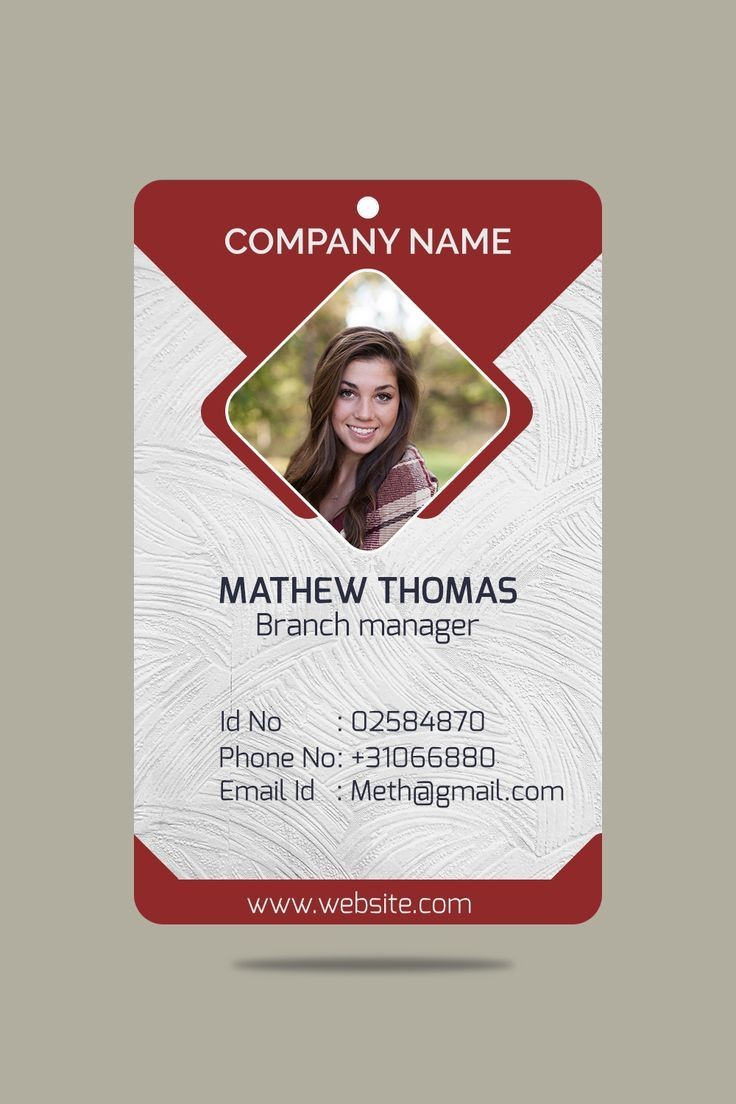 COMPANY NAME
MATHEW THOMAS
Branch manager
Id No : 02584870
Phone No: +31066880
Email Id : Meth@gmail.com
www.website.com